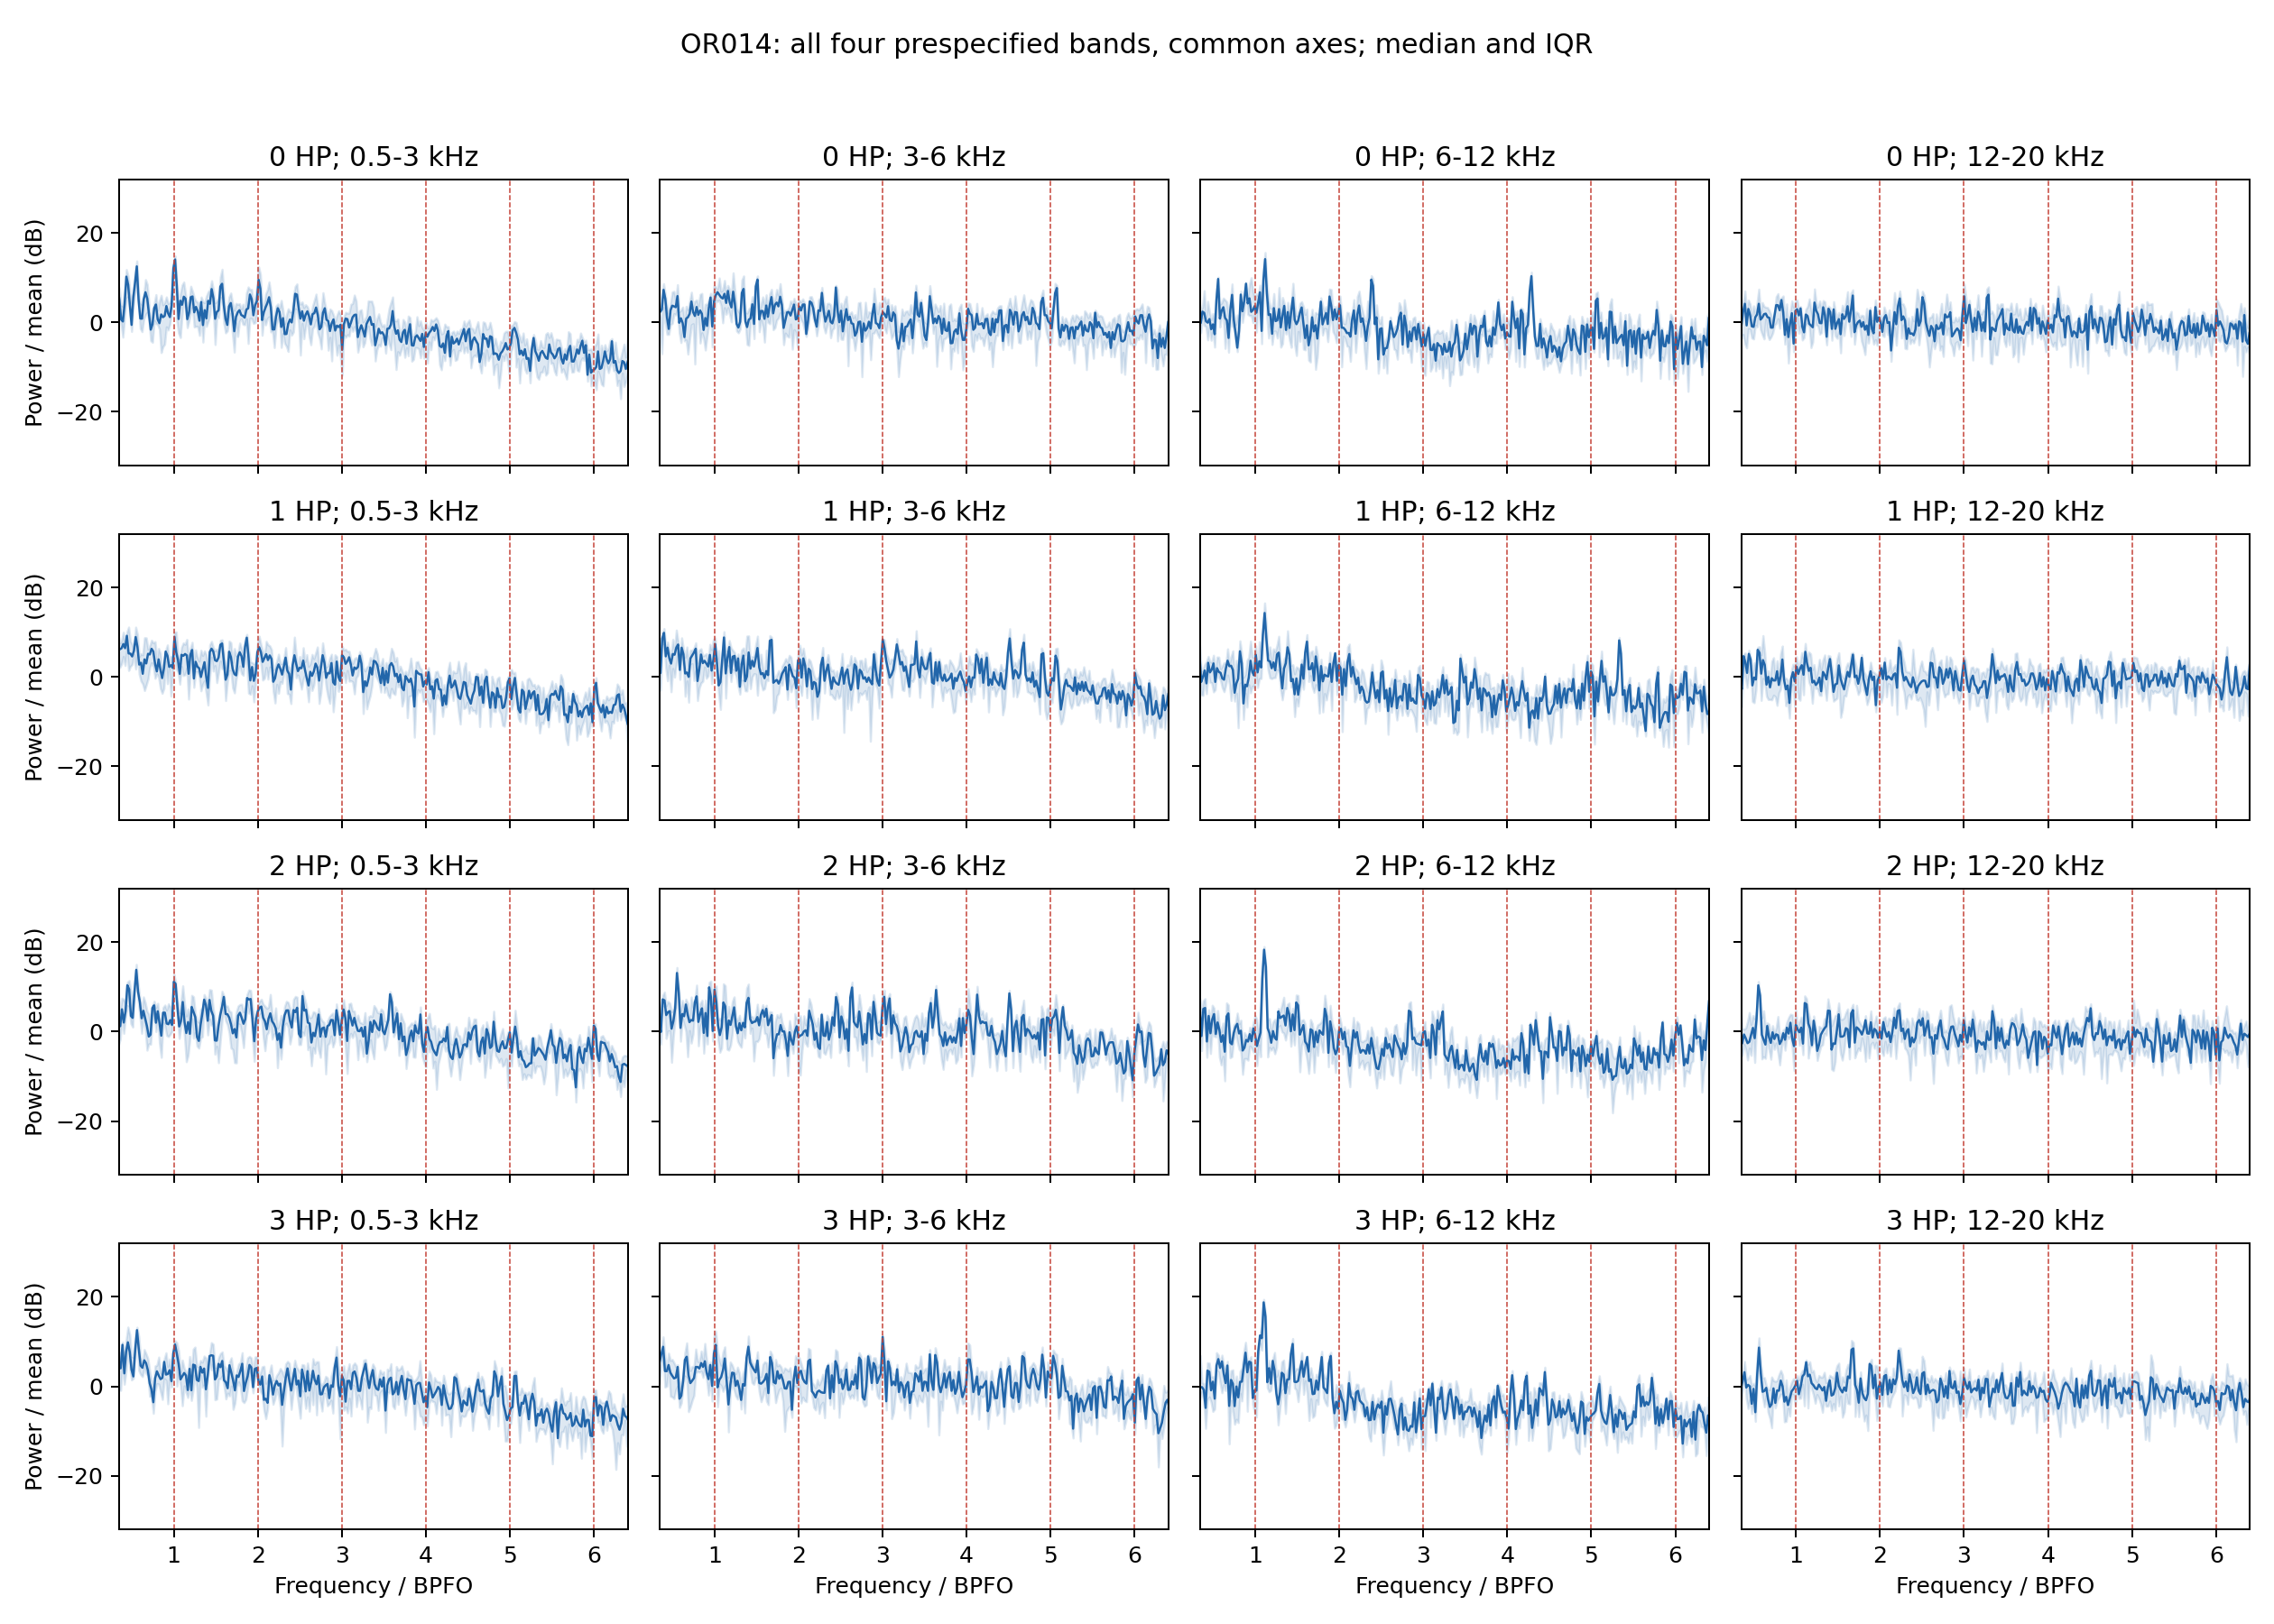 OR014: all four prespecified bands, common axes; median and IQR
0 HP; 0.5-3 kHz
0 HP; 3-6 kHz
0 HP; 6-12 kHz
0 HP; 12-20 kHz
Power / mean (dB)
20
0
−20
1 HP; 0.5-3 kHz
1 HP; 3-6 kHz
1 HP; 6-12 kHz
1 HP; 12-20 kHz
Power / mean (dB)
20
0
−20
2 HP; 0.5-3 kHz
2 HP; 3-6 kHz
2 HP; 6-12 kHz
2 HP; 12-20 kHz
Power / mean (dB)
20
0
−20
3 HP; 0.5-3 kHz
3 HP; 3-6 kHz
3 HP; 6-12 kHz
3 HP; 12-20 kHz
Power / mean (dB)
20
0
−20
1 2 3 4 5 6
1 2 3 4 5 6
1 2 3 4 5 6
1 2 3 4 5 6
Frequency / BPFO
Frequency / BPFO
Frequency / BPFO
Frequency / BPFO